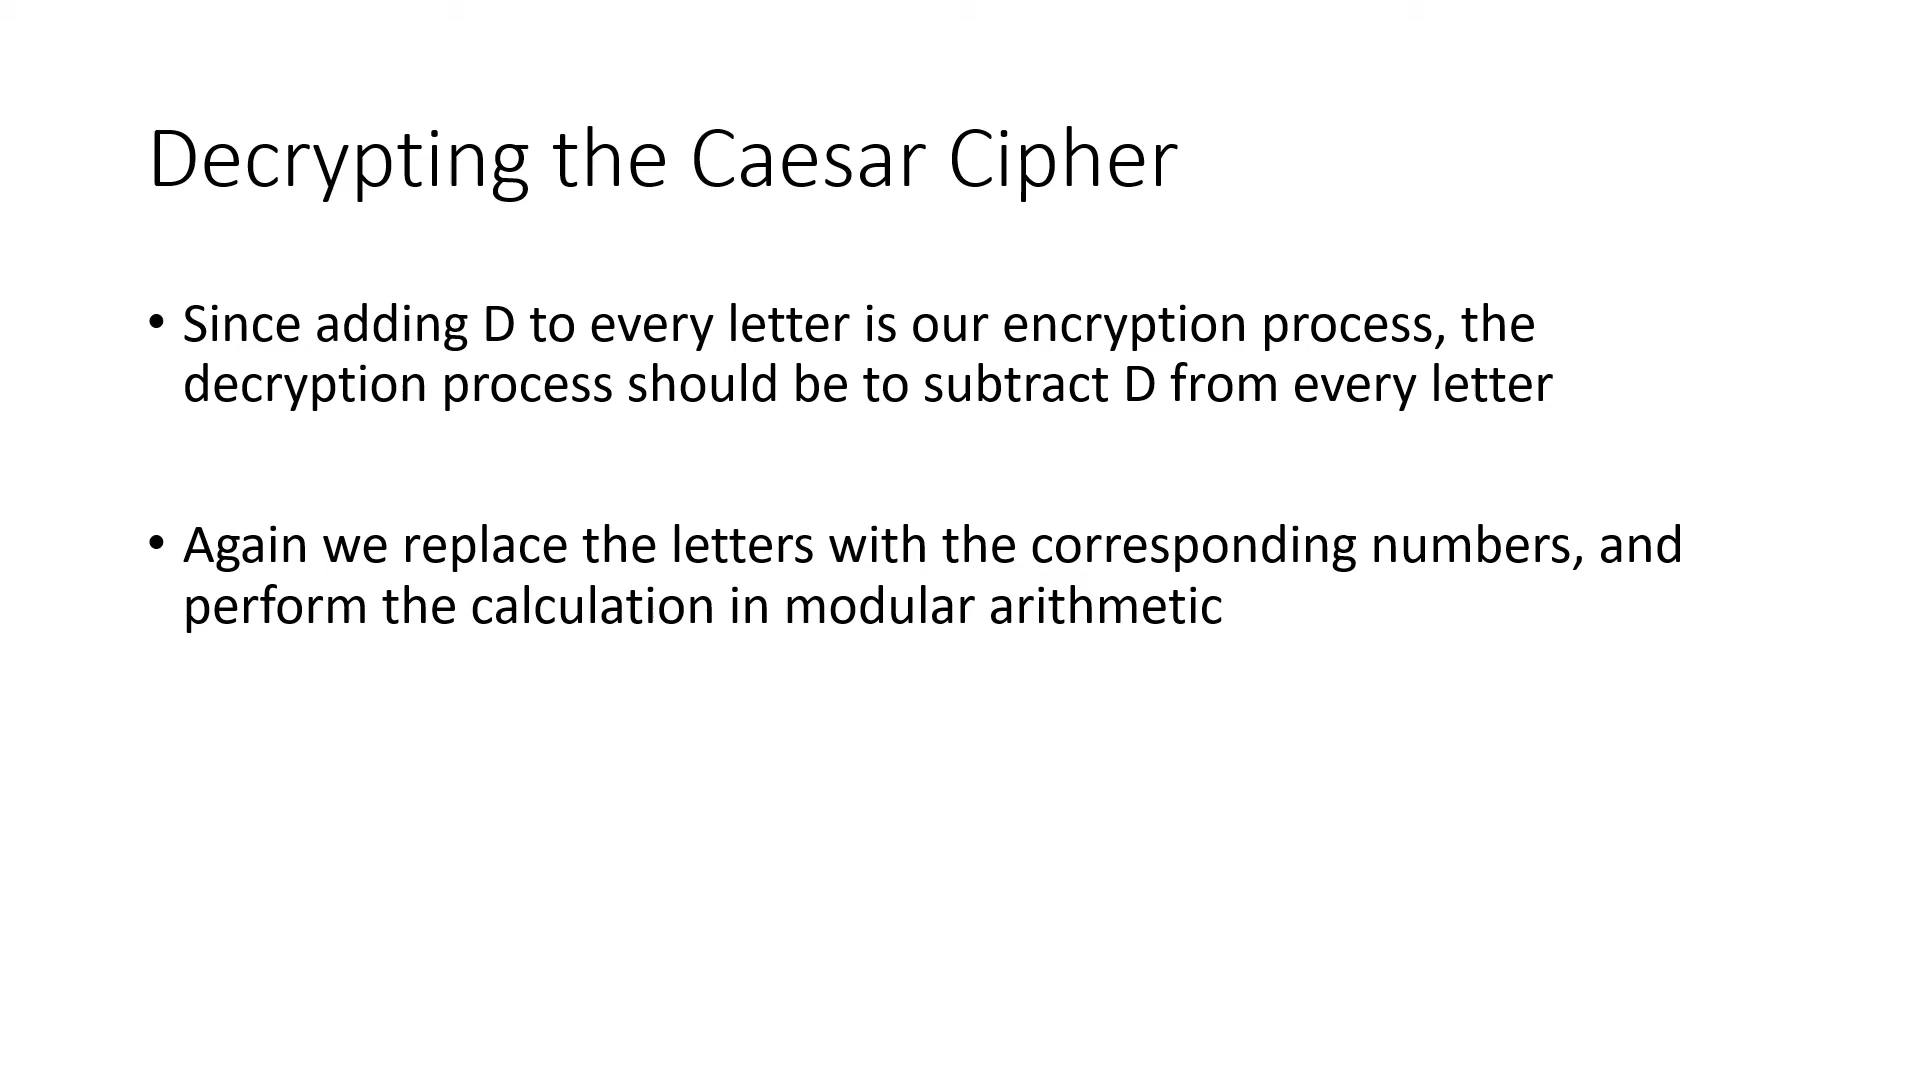 Decrypting the Caesar Cipher
• Since adding D to every letter is our encryption process, the
decryption process should be to subtract D from every letter
• Again we replace the letters with the corresponding numbers, and
perform the calculation in modular arithmetic